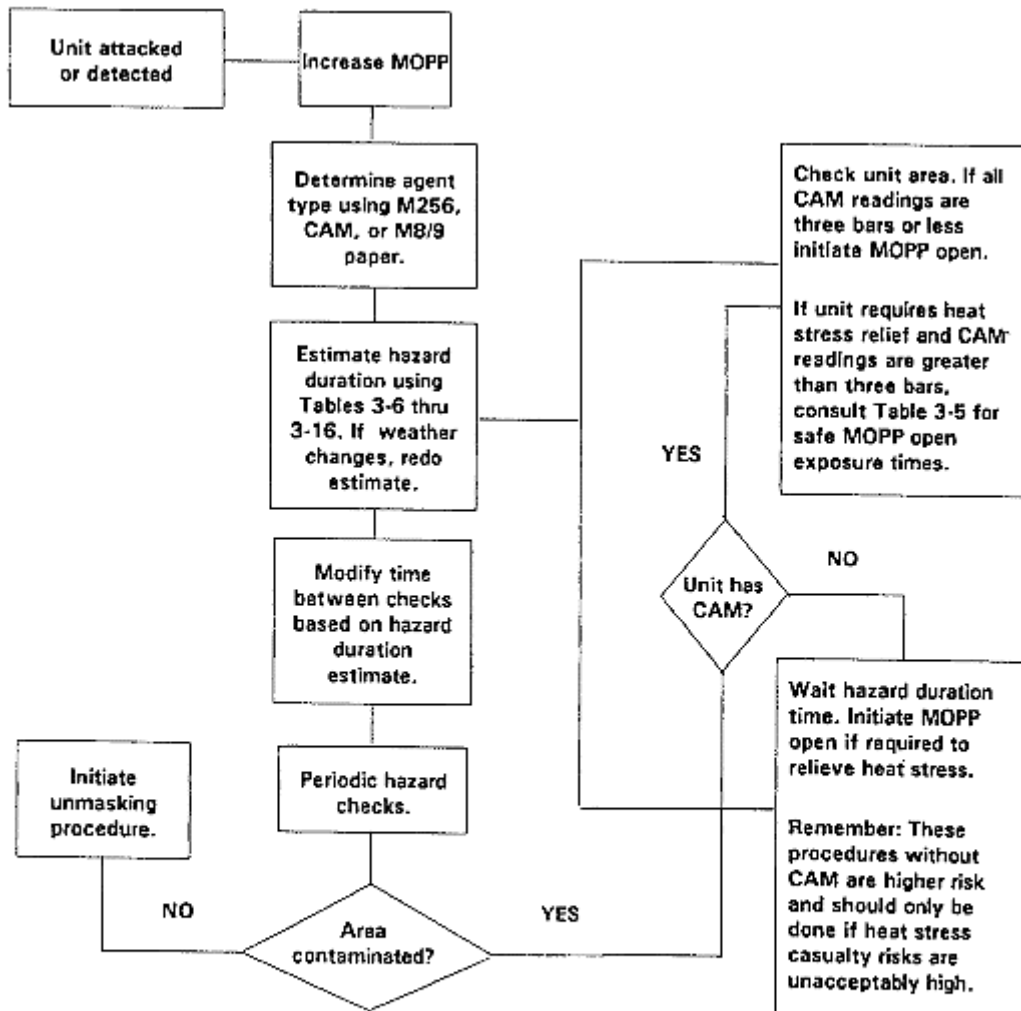 Unit attacked
or detected
Increase MOPP
Determine agent
type using M256,
CAM, or M8/9
paper.
Estimate hazard
duration using
Tables 3-6 thru
3-16. If weather
changes, redo
estimate.
Modify time
between checks
based on hazard
duration
estimate.
Periodic hazard
checks.
Initiate
unmasking
procedure.
NO
Area
contaminated?
YES
Unit has
CAM?
YES
NO
Check unit area. If all
CAM readings are
three bars or less
initiate MOPP open.
If unit requires heat
stress relief and CAM
readings are greater
than three bars,
consult Table 3-5 for
safe MOPP open
exposure times.
Wait hazard duration
time. Initiate MOPP
open if required to
relieve heat stress.
Remember: These
procedures without
CAM are higher risk
and should only be
done if heat stress
casualty risks are
unacceptably high.